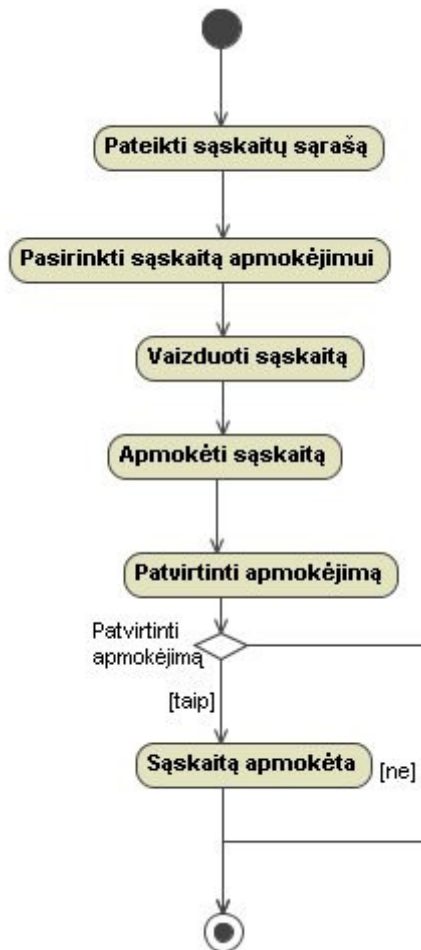 Pateikti sąskaitų sąrašą
Pasirinkti sąskaitą apmokėjimui
Vaizduoti sąskaitą
Apmokėti sąskaitą
Patvirtinti apmokėjimą
Patvirtinti
apmokėjimą
[taip]
Sąskaitą apmokėta
[ne]